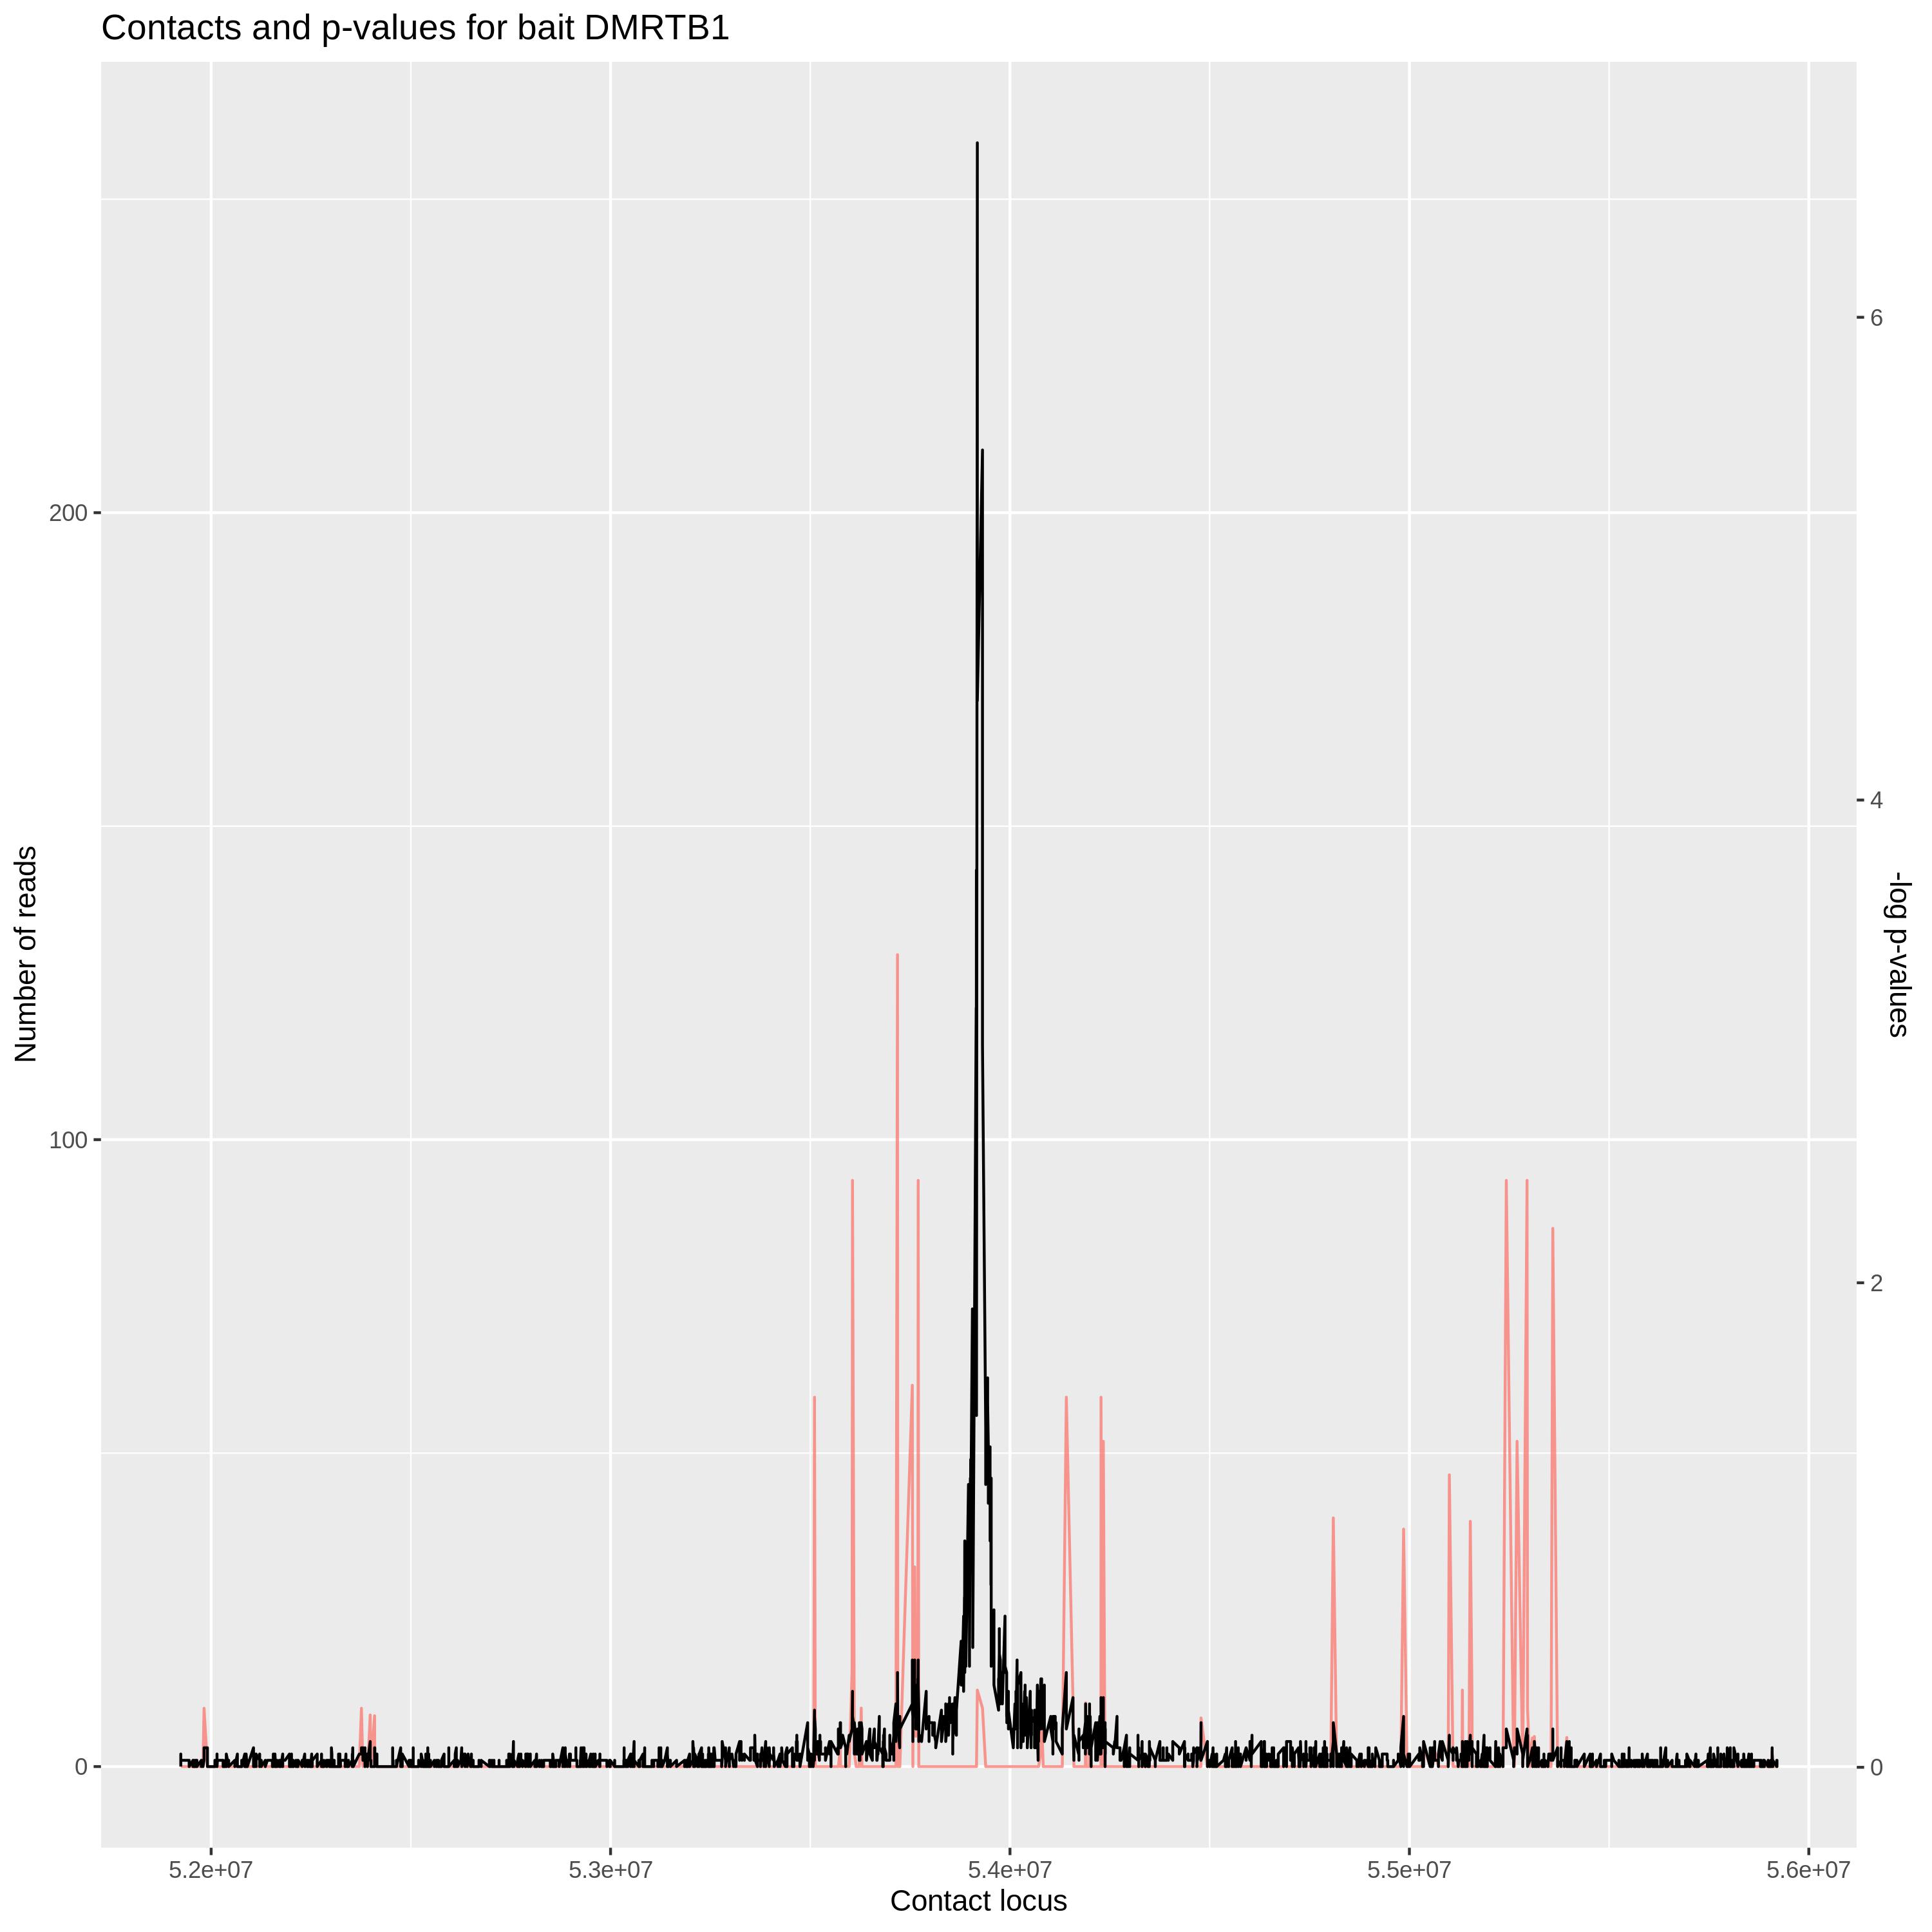 Contacts and p-values for bait DMRTB1
Number of reads
200
100
0
6
4
2
0
-log p-values
5.2e+07 5.3e+07 5.4e+07 5.5e+07 5.6e+07
Contact locus